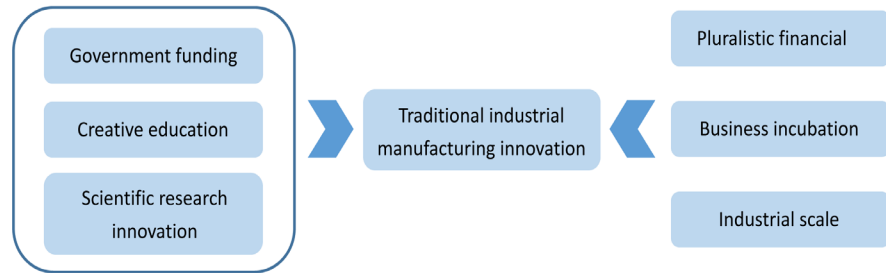 Government funding
Creative education
Scientific research
innovation
Traditional industrial
manufacturing innovation
Pluralistic financial
Business incubation
Industrial scale